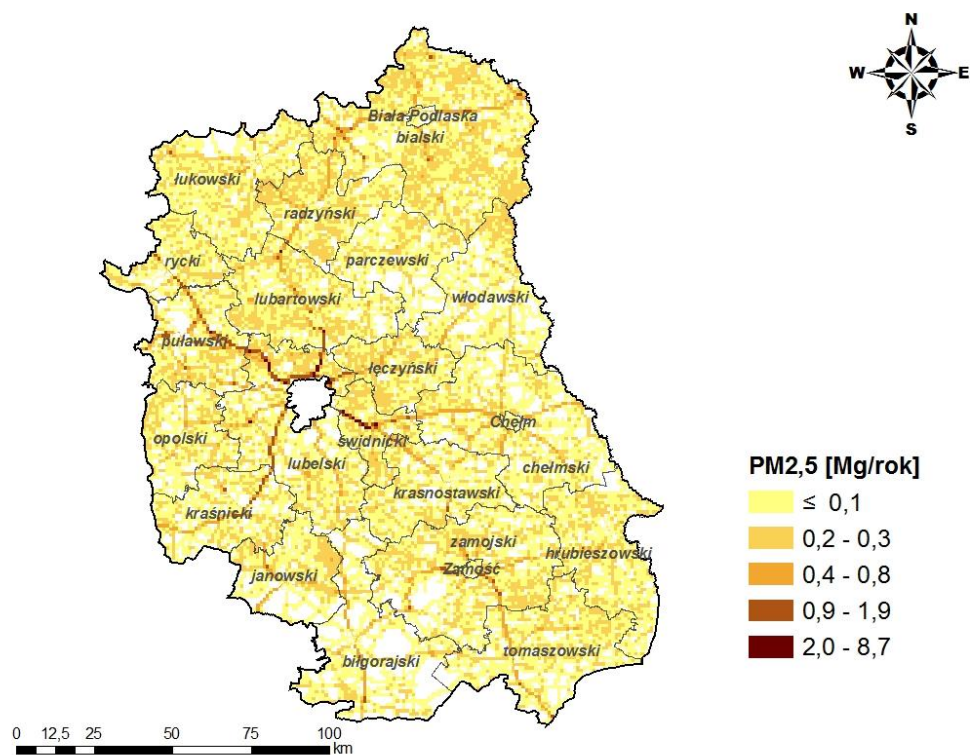 N
W E
S
Biała Podlaska
bialski
łukowski
radzyński
parczewski
rycki
lubartowski
włodawski
puławski
łęczyński
opolski
świdnicki
Chełm
lubelski
chełmski
krasnostawski
kraśnicki
zamojski
hrubieszowski
Zamość
janowski
tomaszowski
biłgorajski
PM2,5 [Mg/rok]
≤ 0,1
0,2 - 0,3
0,4 - 0,8
0,9 - 1,9
2,0 - 8,7
0 12,5 25 50 75 100
km